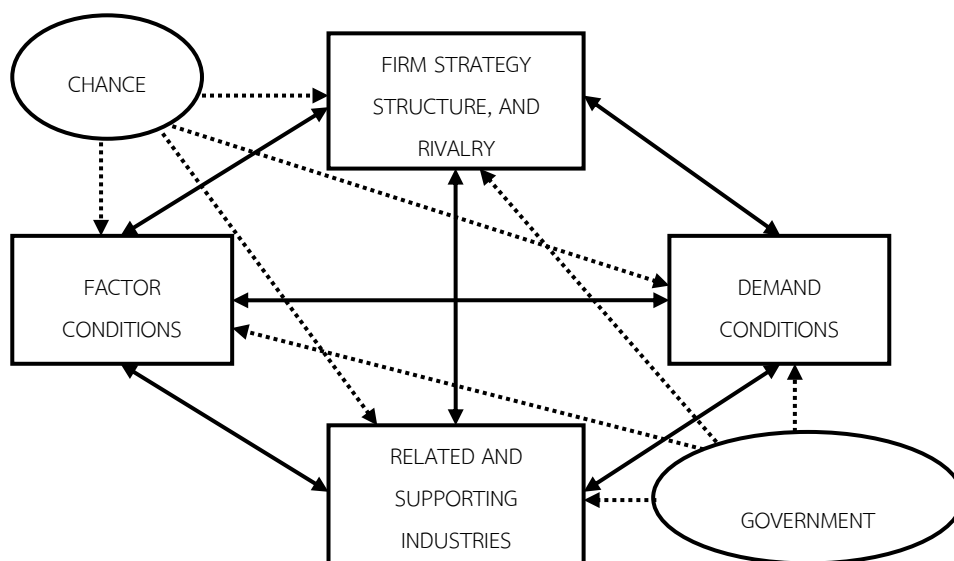 CHANCE
FIRM STRATEGY
STRUCTURE, AND
RIVALRY
FACTOR
CONDITIONS
DEMAND
CONDITIONS
RELATED AND
SUPPORTING
INDUSTRIES
GOVERNMENT